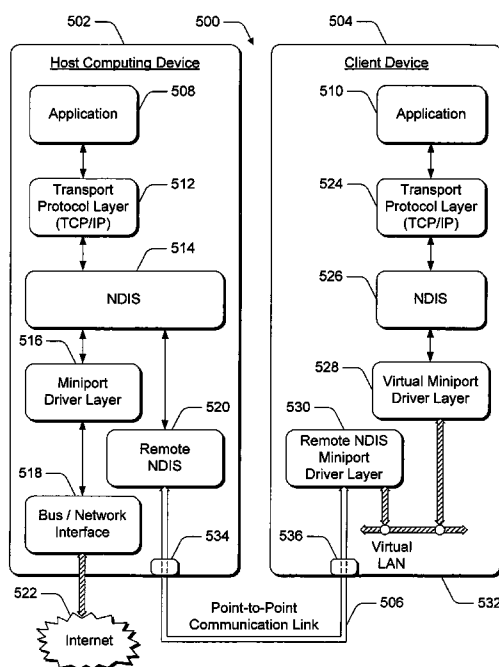 502
500
504
Host Computing Device
Client Device
508
Application
510
Application
512
Transport
Protocol Layer
(TCP/IP)
524
Transport
Protocol Layer
(TCP/IP)
514
NDIS
526
NDIS
516
Miniport
Driver Layer
528
Virtual Miniport
Driver Layer
520
Remote
NDIS
530
Remote NDIS
Miniport
Driver Layer
518
Bus / Network
Interface
534
536
Virtual
LAN
522
Internet
Point-to-Point
Communication Link
506
532